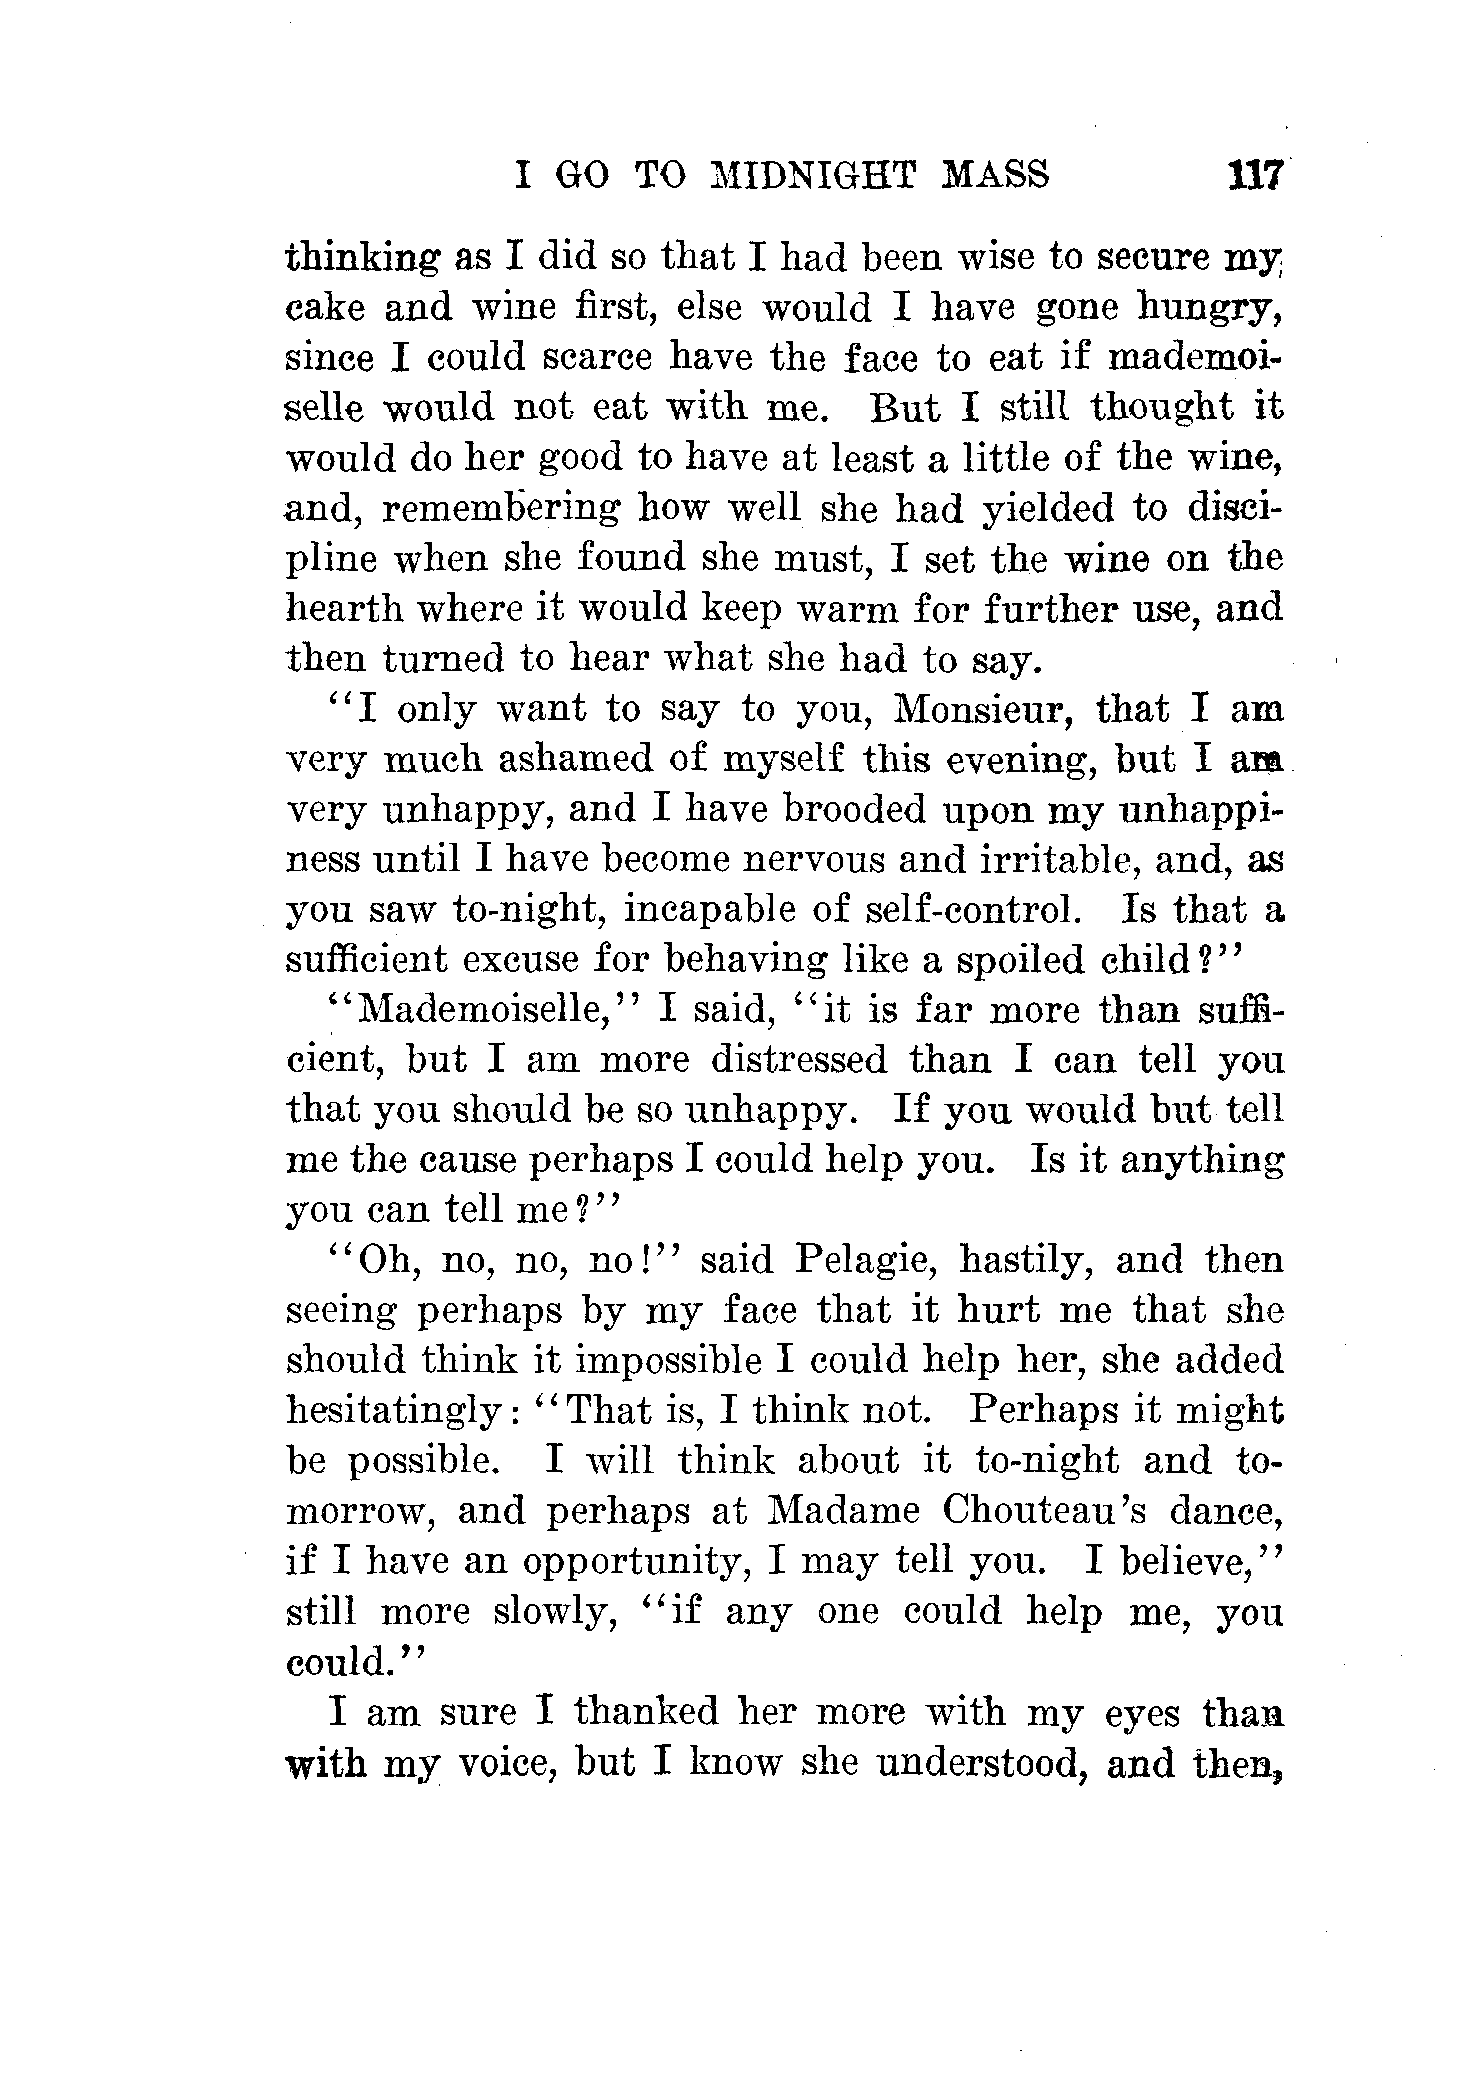 I GO TO MIDNIGHT MASS 117
thinking as I did so that I had been wise to secure my
cake and wine first, else would I have gone hungry,
since I could scarce have the face to eat if mademoi-
selle would not eat with me. But I still thought it
would do her good to have at least a little of the wine,
and, remembering how well she had yielded to disci-
pline when she found she must, I set the wine on the
hearth where it would keep warm for further use, and
then turned to hear what she had to say.
"I only want to say to you, Monsieur, that I am
very much ashamed of myself this evening, but I am
very unhappy, and I have brooded upon my unhappi-
ness until I have become nervous and irritable, and, as
you saw to-night, incapable of self-control. Is that a
sufficient excuse for behaving like a spoiled child?"
"Mademoiselle," I said, "it is far more than suffi-
cient, but I am more distressed than I can tell you
that you should be so unhappy. If you would but tell
me the cause perhaps I could help you. Is it anything
you can tell me?"
"Oh, no, no, no!" said Pelagie, hastily, and then
seeing perhaps by my face that it hurt me that she
should think it impossible I could help her, she added
hesitatingly: "That is, I think not. Perhaps it might
be possible. I will think about it to-night and to-
morrow, and perhaps at Madame Chouteau's dance,
if I have an opportunity, I may tell you. I believe,"
still more slowly, "if any one could help me, you
could."
I am sure I thanked her more with my eyes than
with my voice, but I know she understood, and then,